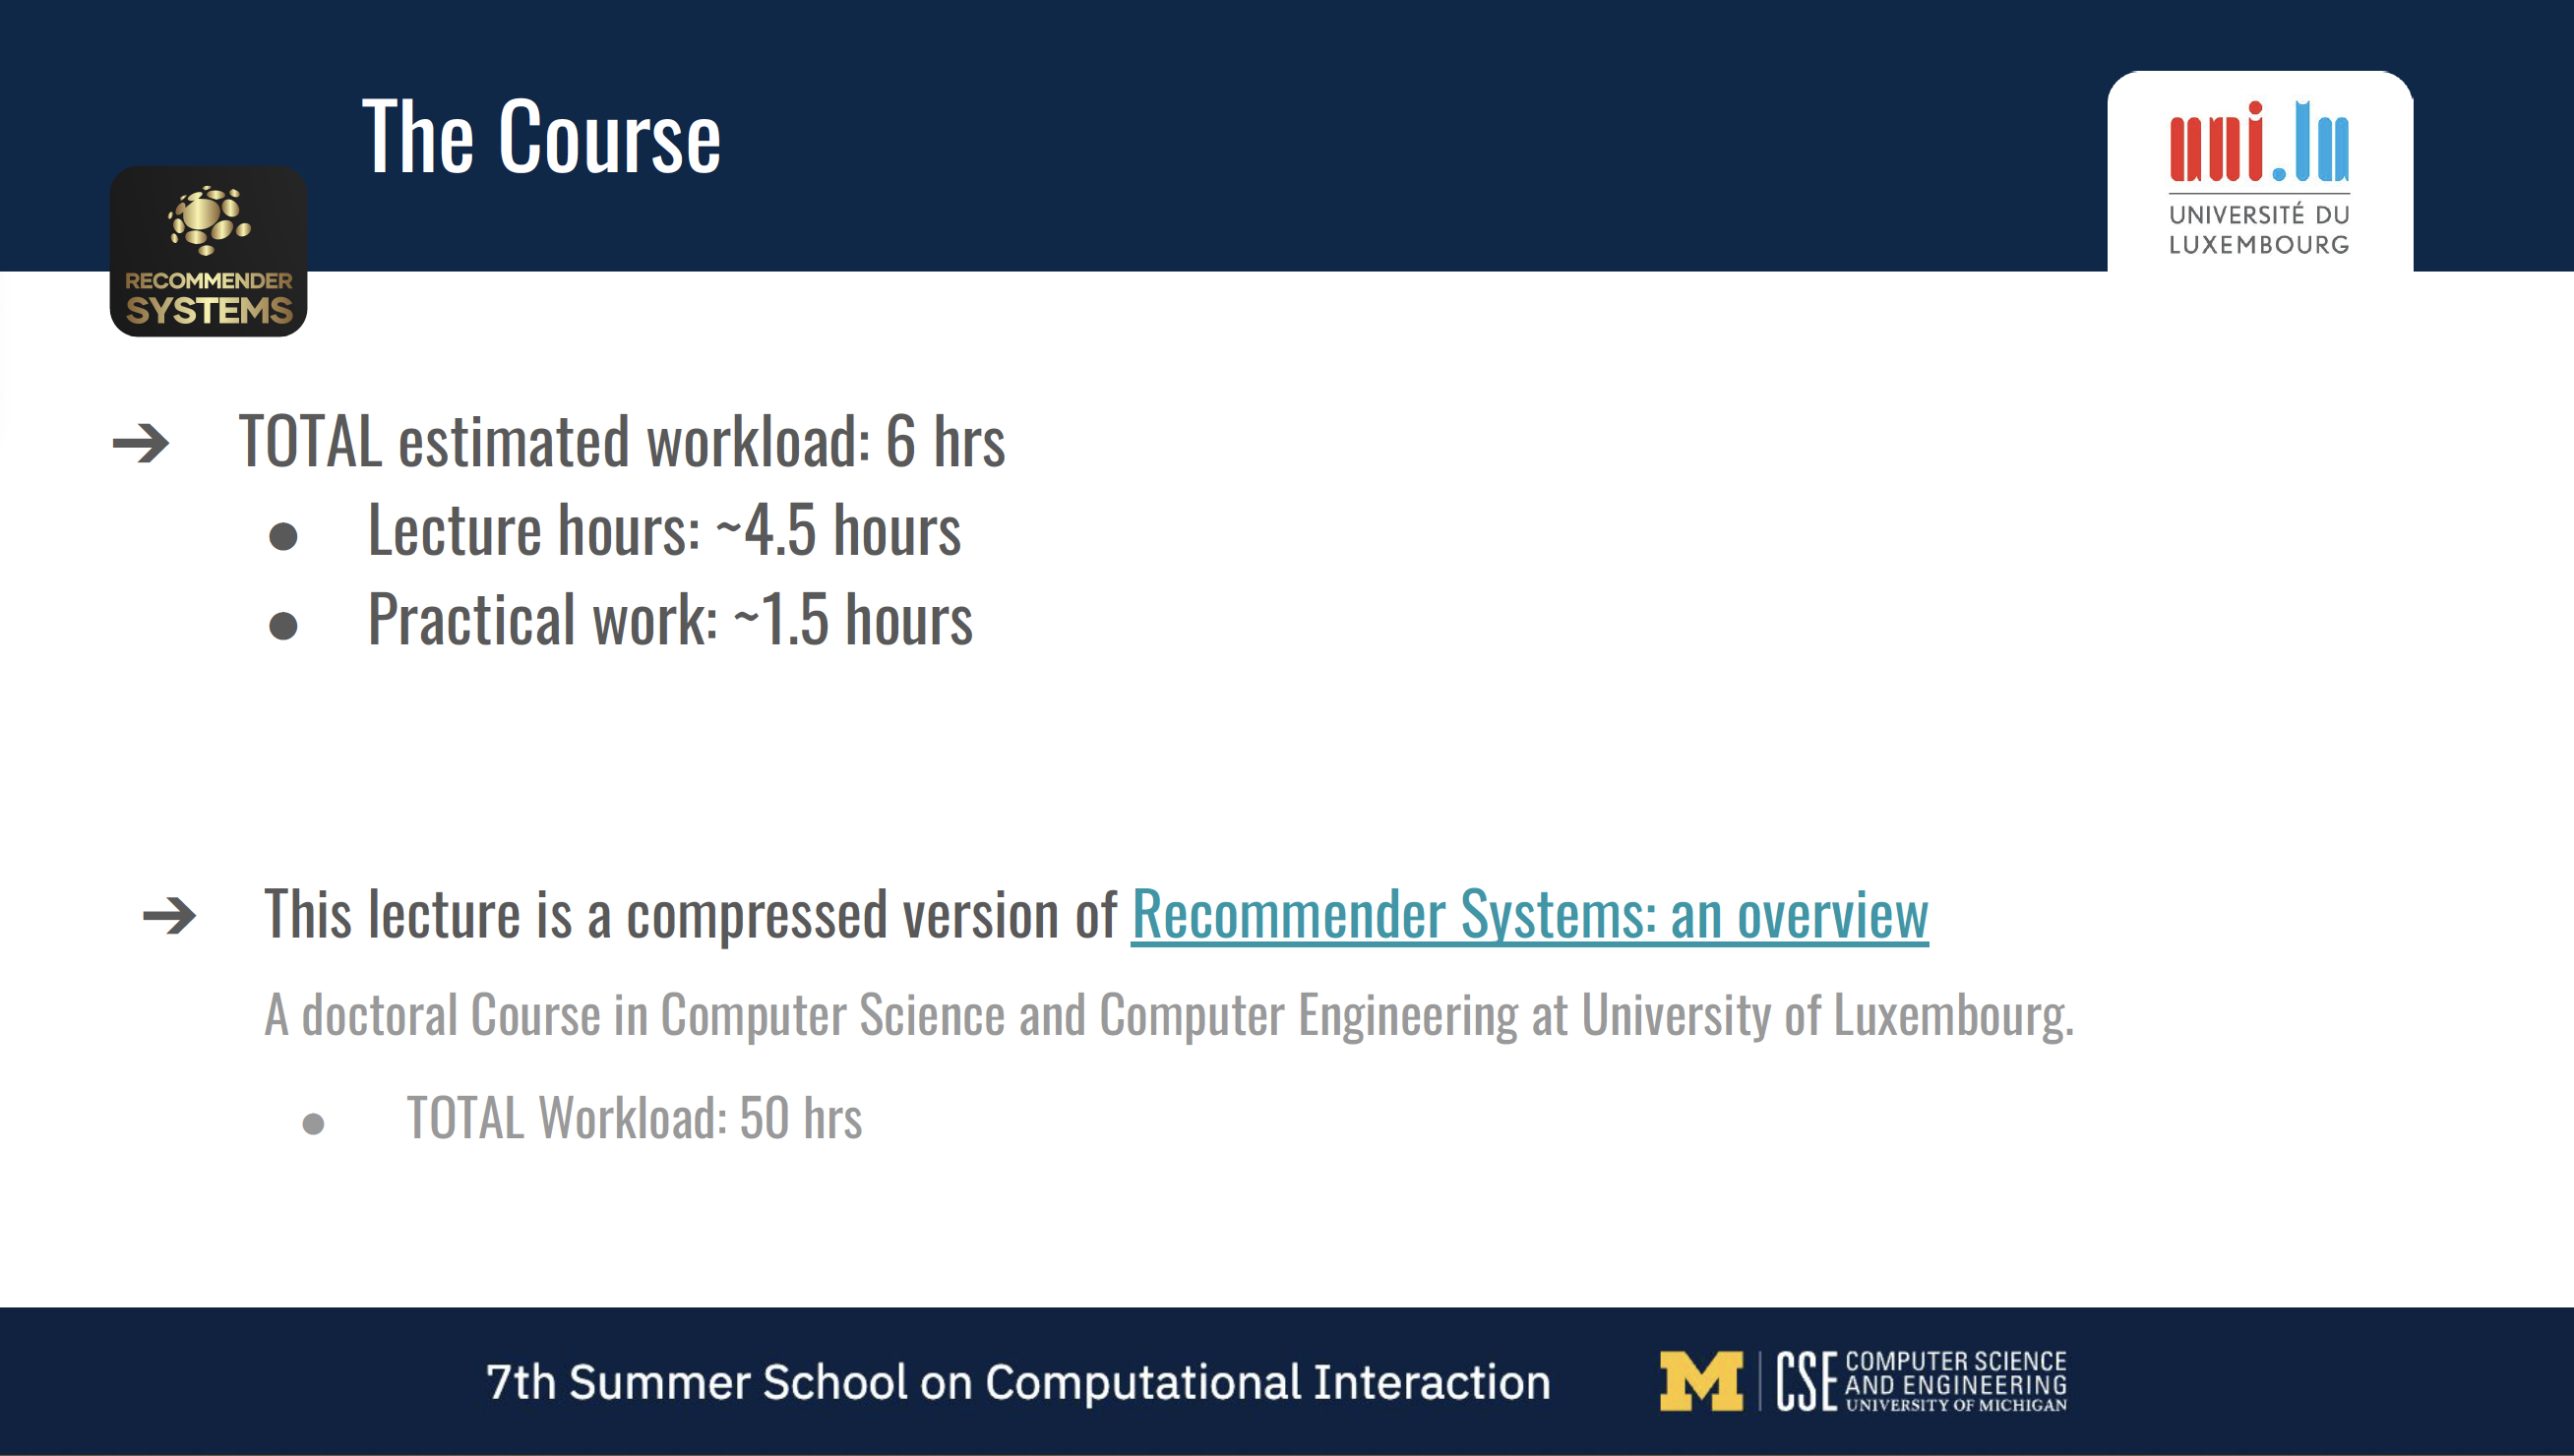 The Course
RECOMMENDER
SYSTEMS
uni.lu
UNIVERSITÉ DU
LUXEMBOURG
➔ TOTAL estimated workload: 6 hrs
● Lecture hours: ~4.5 hours
● Practical work: ~1.5 hours
➔ This lecture is a compressed version of Recommender Systems: an overview
A doctoral Course in Computer Science and Computer Engineering at University of Luxembourg.
● TOTAL Workload: 50 hrs
7th Summer School on Computational Interaction
M CSE
COMPUTER SCIENCE
AND ENGINEERING
UNIVERSITY OF MICHIGAN